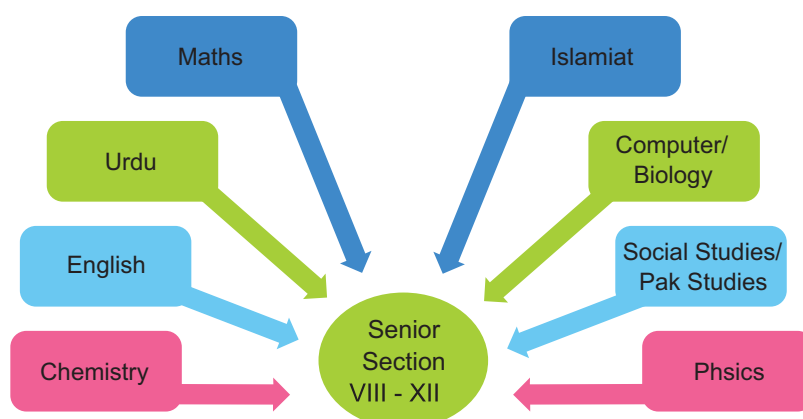 Maths
Islamiat
Urdu
Computer/
Biology
English
Social Studies/
Pak Studies
Chemistry
Senior
Section
VIII - XII
Phsics